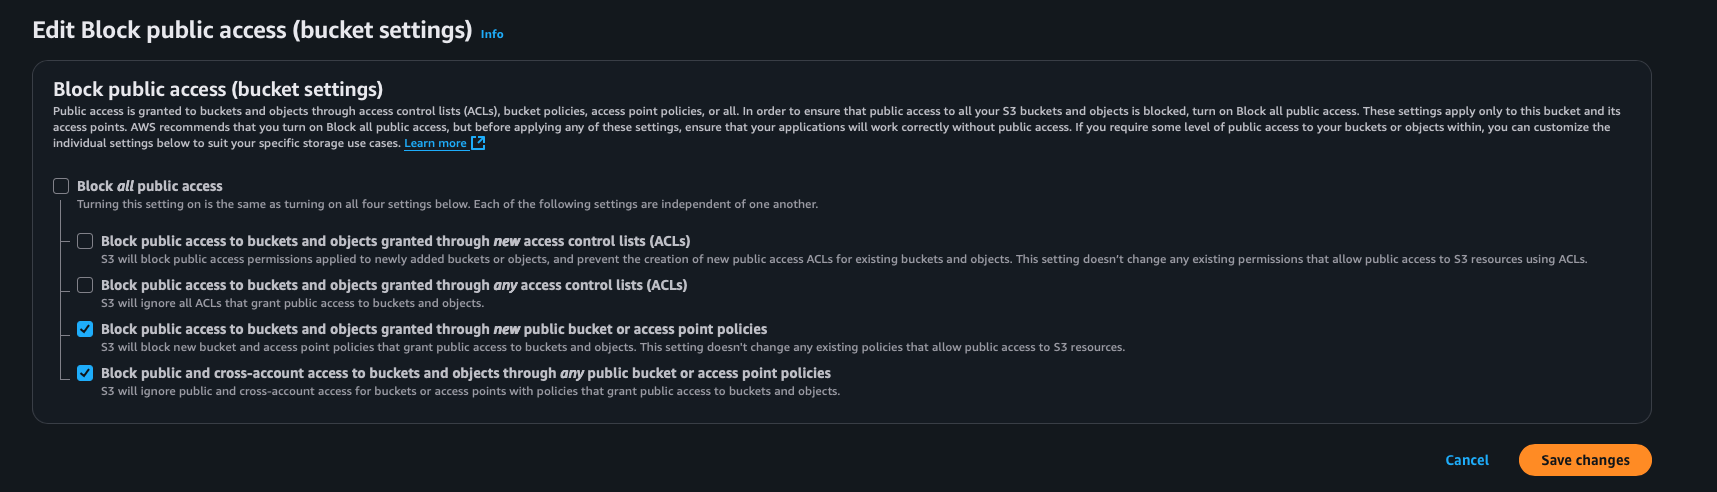 Edit Block public access (bucket settings) Info
Block public access (bucket settings)
Public access is granted to buckets and objects through access control lists (ACLs), bucket policies, access point policies, or all. In order to ensure that public access to all your S3 buckets and objects is blocked, turn on Block all public access. These settings apply only to this bucket and its
access points. AWS recommends that you turn on Block all public access, but before applying any of these settings, ensure that your applications will work correctly without public access. If you require some level of public access to your buckets or objects within, you can customize the
individual settings below to suit your specific storage use cases. Learn more
Block all public access
Turning this setting on is the same as turning on all four settings below. Each of the following settings are independent of one another.
Block public access to buckets and objects granted through new access control lists (ACLs)
S3 will block public access permissions applied to newly added buckets or objects, and prevent the creation of new public access ACLs for existing buckets and objects. This setting doesn't change any existing permissions that allow public access to S3 resources using ACLs.
Block public access to buckets and objects granted through any access control lists (ACLs)
S3 will ignore all ACLs that grant public access to buckets and objects.
Block public access to buckets and objects granted through new public bucket or access point policies
S3 will block new bucket and access point policies that grant public access to buckets and objects. This setting doesn't change any existing policies that allow public access to S3 resources.
Block public and cross-account access to buckets and objects through any public bucket or access point policies
S3 will ignore public and cross-account access for buckets or access points with policies that grant public access to buckets and objects.
Cancel Save changes